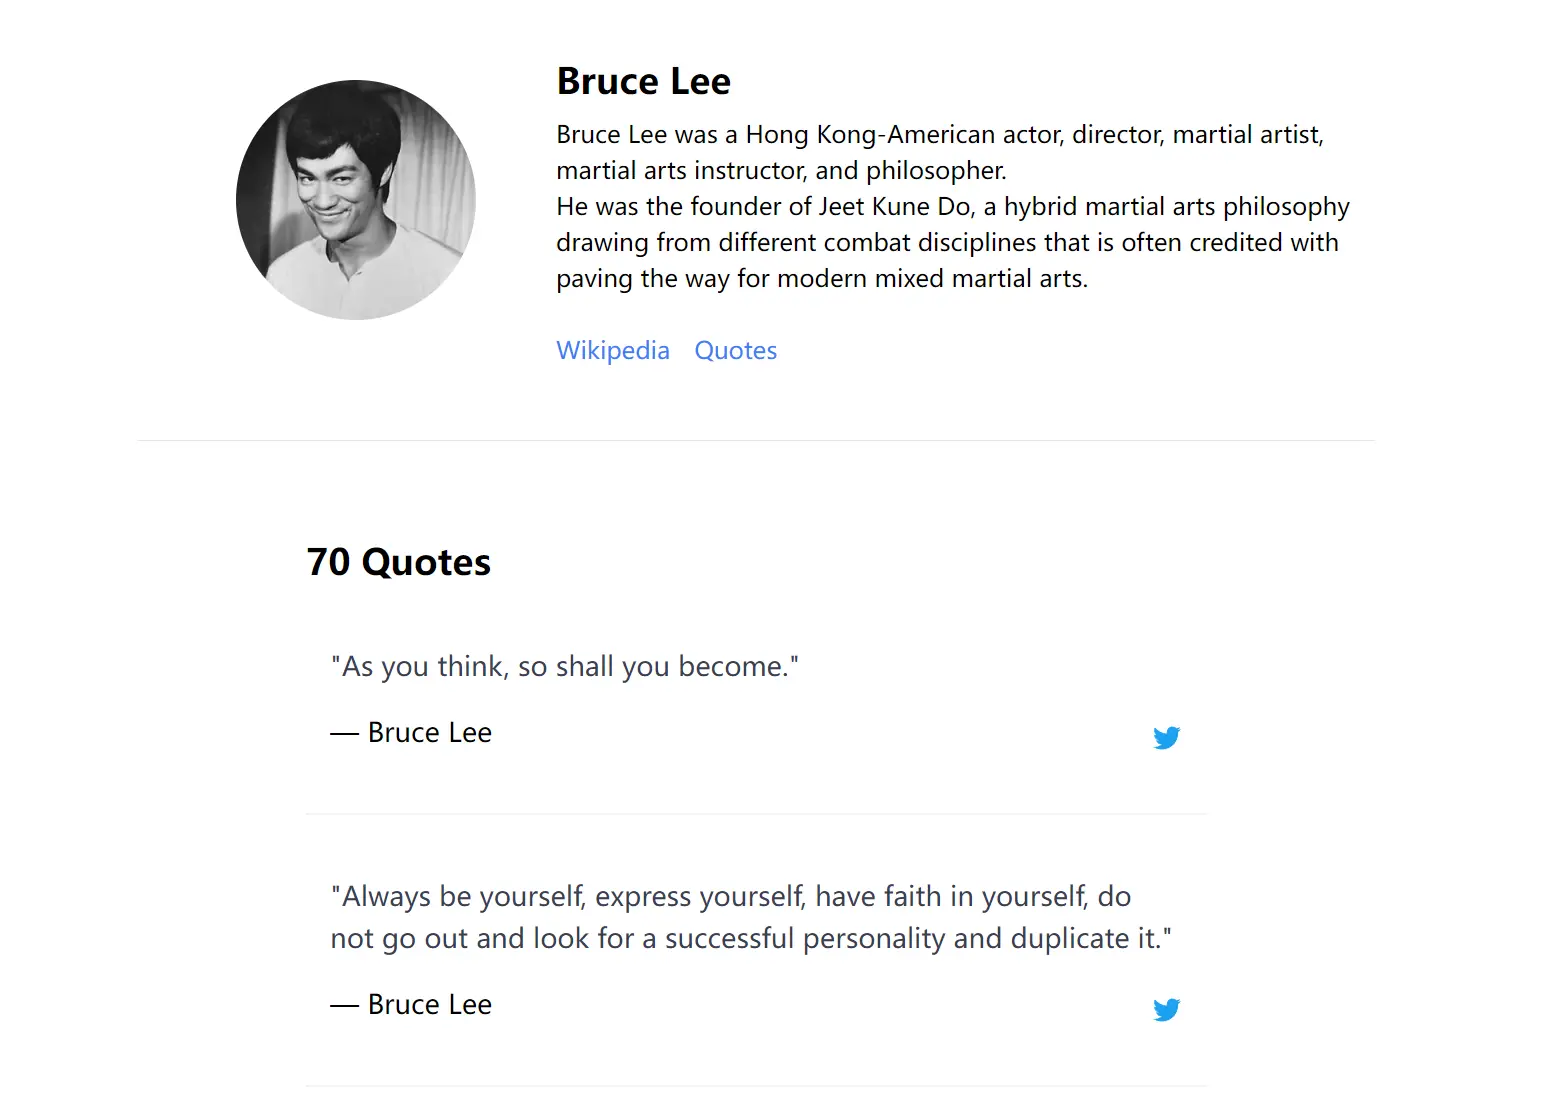 Bruce Lee
Bruce Lee was a Hong Kong-American actor, director, martial artist,
martial arts instructor, and philosopher.
He was the founder of Jeet Kune Do, a hybrid martial arts philosophy
drawing from different combat disciplines that is often credited with
paving the way for modern mixed martial arts.
Wikipedia Quotes
70 Quotes
"As you think, so shall you become."
— Bruce Lee
"Always be yourself, express yourself, have faith in yourself, do
not go out and look for a successful personality and duplicate it."
— Bruce Lee